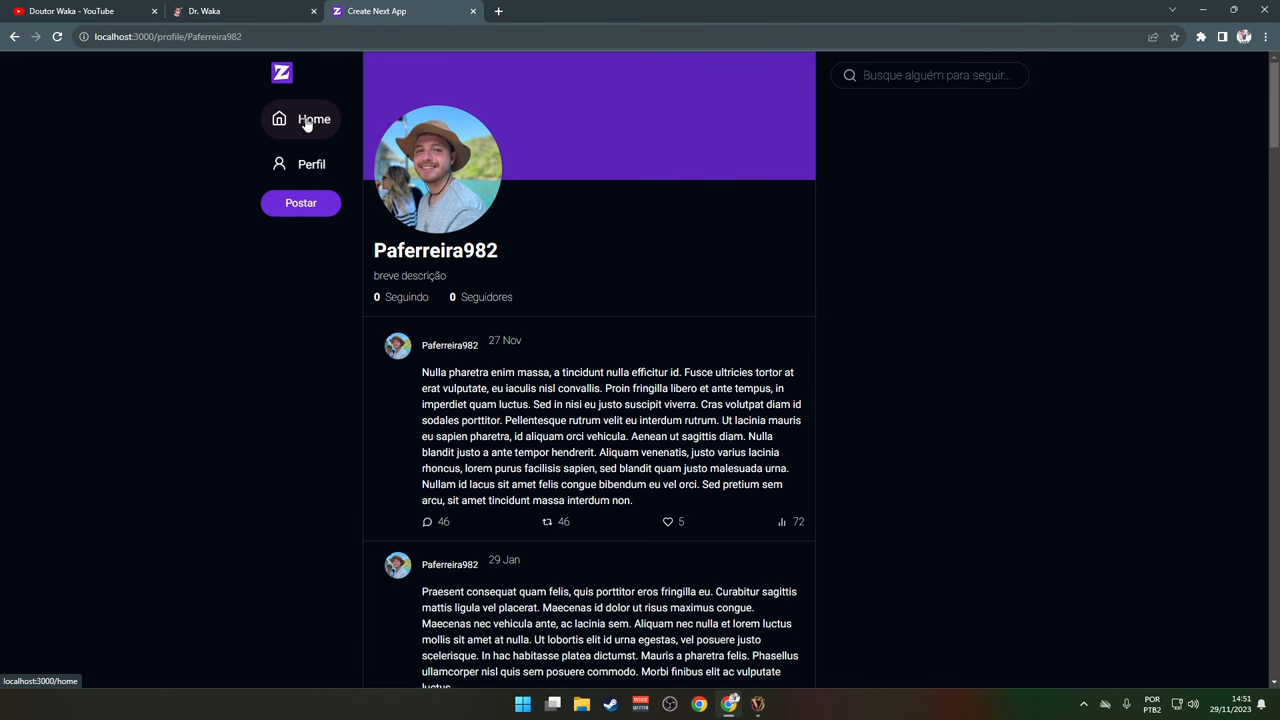 Doutor Waka - YouTube
Dr. Waka
Create Next App
localhost:3000/profile/Paferreira982
Z
Home
Perfil
Postar
Busque alguém para seguir...
Paferreira982
breve descrição
0 Seguindo 0 Seguidores
Paferreira982 27 Nov
Nulla pharetra enim massa, a tincidunt nulla efficitur id. Fusce ultricies tortor at
erat vulputate, eu iaculis nisl convallis. Proin fringilla libero et ante tempus, in
imperdiet quam luctus. Sed in nisi eu justo suscipit viverra. Cras volutpat diam id
sodales porttitor. Pellentesque rutrum velit eu interdum rutrum. Ut lacinia mauris
eu sapien pharetra, id aliquam orci vehicula. Aenean ut sagittis diam. Nulla
blandit justo a ante tempor hendrerit. Aliquam venenatis, justo varius lacinia
rhoncus, lorem purus facilisis sapien, sed blandit quam justo malesuada urna.
Nullam id lacus sit amet felis congue bibendum eu vel orci. Sed pretium sem
arcu, sit amet tincidunt massa interdum non.
46 46 5 72
Paferreira982 29 Jan
Praesent consequat quam felis, quis porttitor eros fringilla eu. Curabitur sagittis
mattis ligula vel placerat. Maecenas id dolor ut risus maximus congue.
Maecenas nec vehicula ante, ac lacinia sem. Aliquam nec nulla et lorem luctus
mollis sit amet at nulla. Ut lobortis elit id urna egestas, vel posuere justo
scelerisque. In hac habitasse platea dictumst. Mauris a pharetra felis. Phasellus
ullamcorper nisl quis sem posuere commodo. Morbi finibus elit ac vulputate
luctus.
localhost:3000/home
POR
PTB2
14:51
29/11/2023